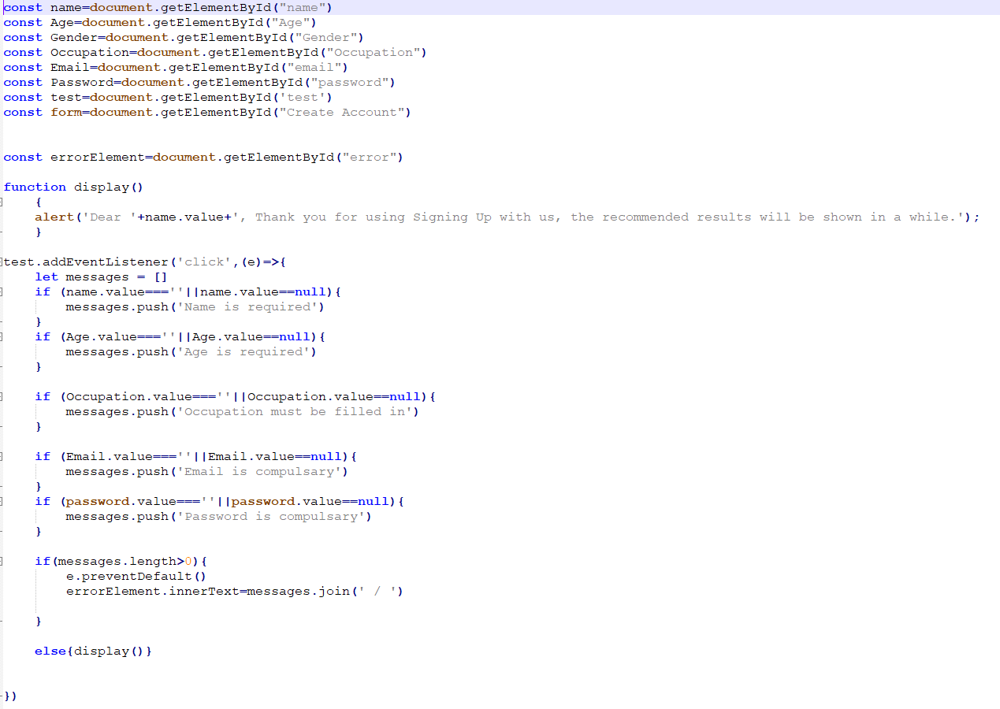 const name=document.getElementById("name")
const Age=document.getElementById("Age")
const Gender=document.getElementById("Gender")
const Occupation=document.getElementById("Occupation")
const Email=document.getElementById("email")
const Password=document.getElementById("password")
const test=document.getElementById('test')
const form=document.getElementById("Create Account")
const errorElement=document.getElementById("error")
function display()
{
alert('Dear '+name.value+', Thank you for using Signing Up with us, the recommended results will be shown in a while.');
}
test.addEventListener('click',(e)=>{
let messages = []
if (name.value===''||name.value==null){
messages.push('Name is required')
}
if (Age.value===''||Age.value==null){
messages.push('Age is required')
}
if (Occupation.value===''||Occupation.value==null){
messages.push('Occupation must be filled in')
}
if (Email.value===''||Email.value==null){
messages.push('Email is compulsary')
}
if (password.value===''||password.value==null){
messages.push('Password is compulsary')
}
if(messages.length>0){
e.preventDefault()
errorElement.innerText=messages.join(' / ')
}
else{display()}
})